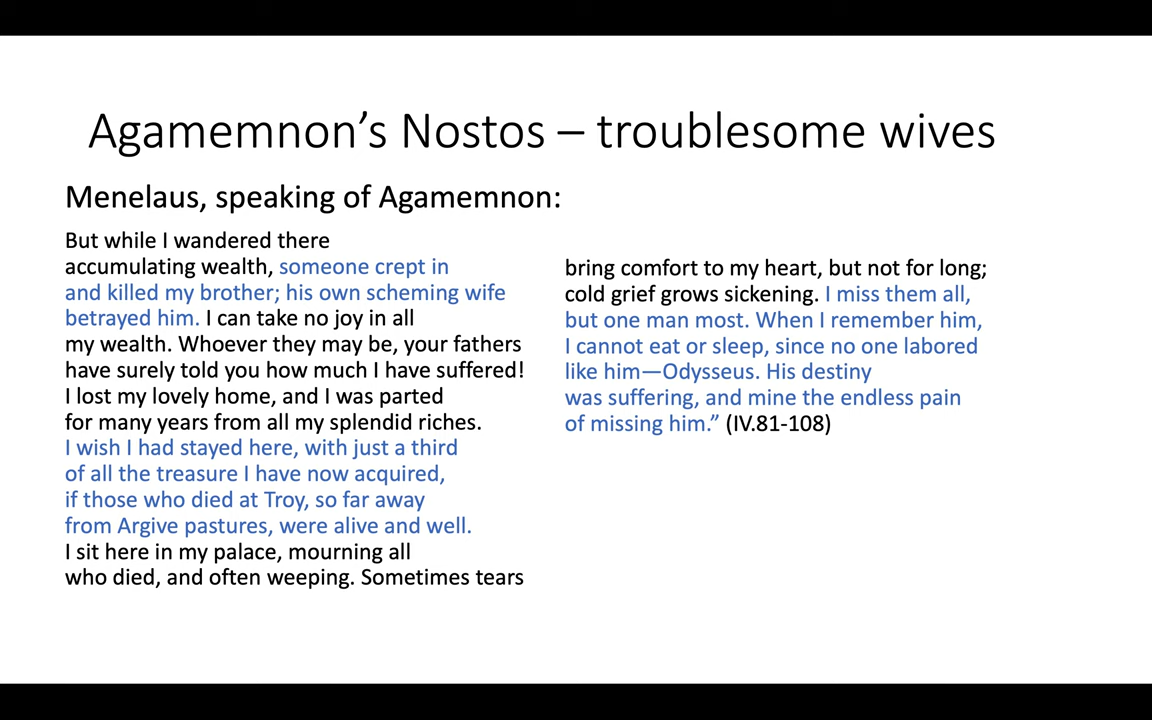 Agamemnon’s Nostos – troublesome wives
Menelaus, speaking of Agamemnon:
But while I wandered there
accumulating wealth, someone crept in
and killed my brother; his own scheming wife
betrayed him. I can take no joy in all
my wealth. Whoever they may be, your fathers
have surely told you how much I have suffered!
I lost my lovely home, and I was parted
for many years from all my splendid riches.
I wish I had stayed here, with just a third
of all the treasure I have now acquired,
if those who died at Troy, so far away
from Argive pastures, were alive and well.
I sit here in my palace, mourning all
who died, and often weeping. Sometimes tears
bring comfort to my heart, but not for long;
cold grief grows sickening. I miss them all,
but one man most. When I remember him,
I cannot eat or sleep, since no one labored
like him—Odysseus. His destiny
was suffering, and mine the endless pain
of missing him.” (IV.81-108)